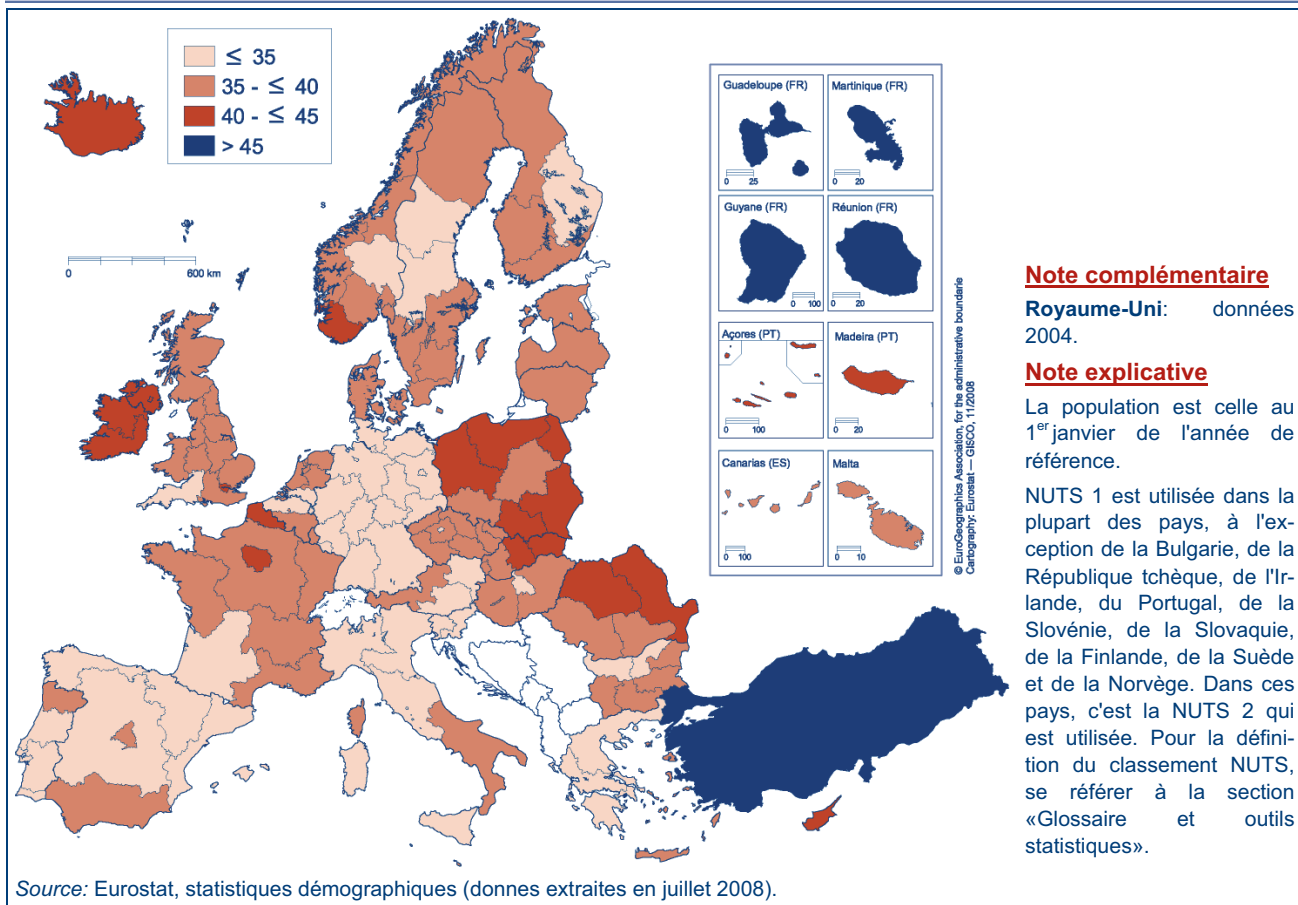 ≤ 35
35 - ≤ 40
40 - ≤ 45
> 45
s
0 600 km
Guadeloupe (FR)
0 25
Martinique (FR)
0 20
Guyane (FR)
0 100
Réunion (FR)
0 20
Açores (PT)
0 100
Madeira (PT)
0 20
Canarias (ES)
0 100
Malta
0 10
© EuroGeographics Association, for the administrative boundarie
Cartography: Eurostat — GISCO, 11/2008
Note complémentaire
Royaume-Uni: données
2004.
Note explicative
La population est celle au
1er janvier de l'année de
référence.
NUTS 1 est utilisée dans la
plupart des pays, à l'ex-
ception de la Bulgarie, de la
République tchèque, de l'Ir-
lande, du Portugal, de la
Slovénie, de la Slovaquie,
de la Finlande, de la Suède
et de la Norvège. Dans ces
pays, c'est la NUTS 2 qui
est utilisée. Pour la défini-
tion du classement NUTS,
se référer à la section
«Glossaire et outils
statistiques».
Source: Eurostat, statistiques démographiques (donnes extraites en juillet 2008).